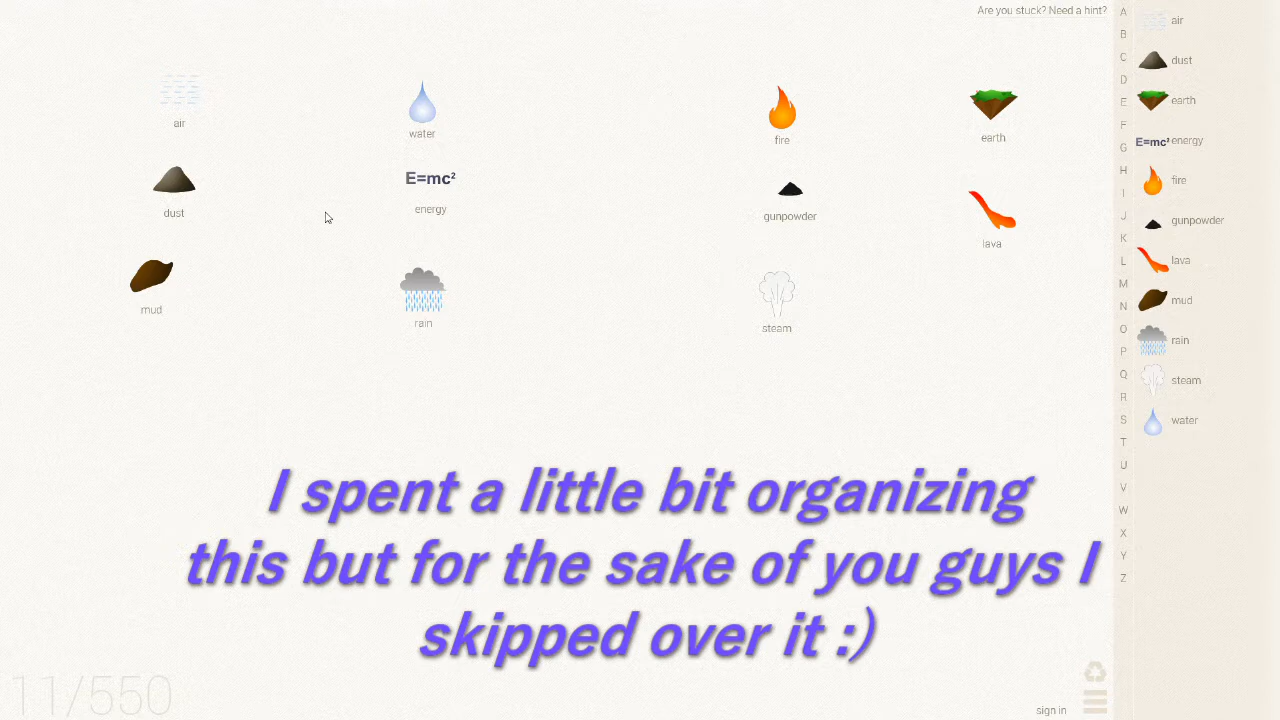 Are you stuck? Need a hint?
air
water
fire
earth
dust
E=mc²
energy
gunpowder
lava
mud
rain
steam
I spent a little bit organizing
this but for the sake of you guys I
skipped over it :)
11/550
sign in
A
B
C
D
E
F
G
H
I
J
K
L
M
N
O
P
Q
R
S
T
U
V
W
X
Y
Z
air
dust
earth
E=mc² energy
fire
gunpowder
lava
mud
rain
steam
water